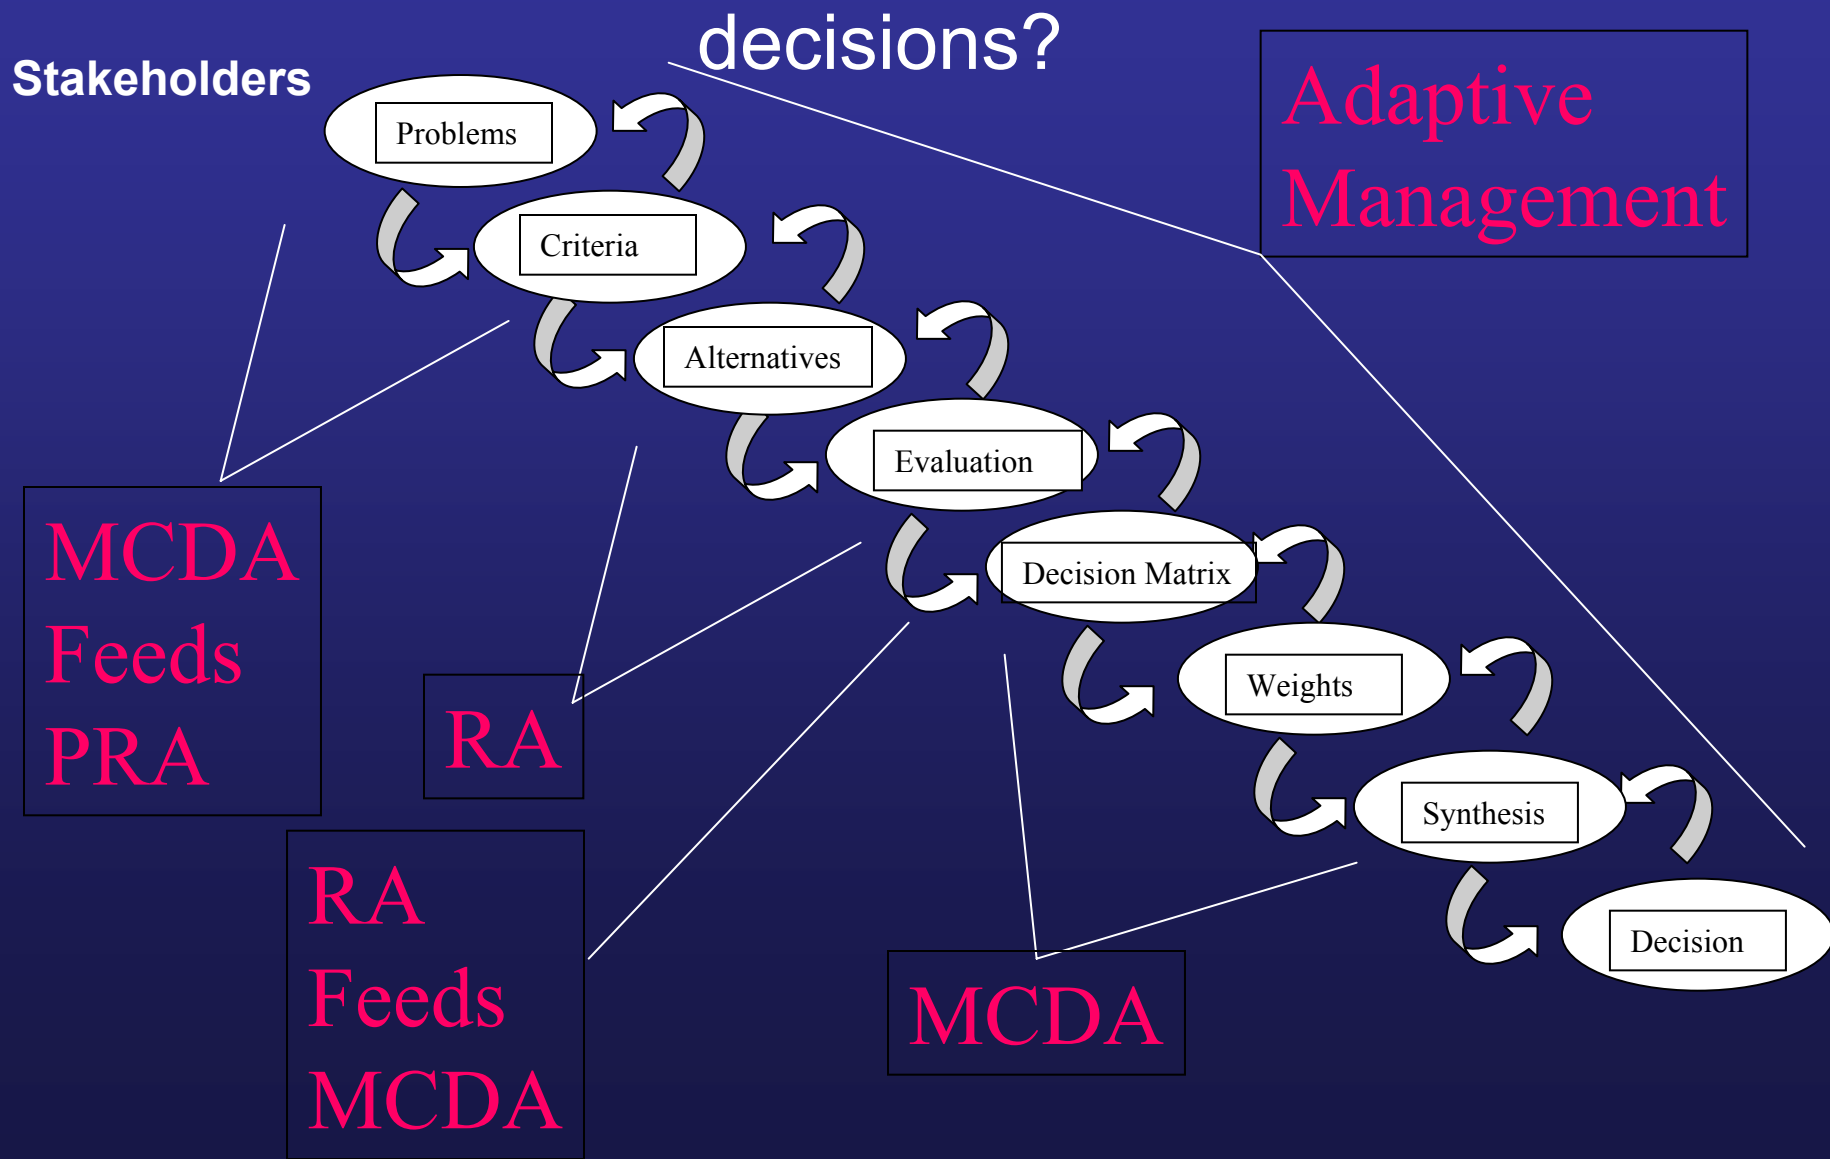 decisions?
Stakeholders
Adaptive
Management
Problems
Criteria
Alternatives
Evaluation
Decision Matrix
Weights
Synthesis
Decision
MCDA
Feeds
PRA
RA
RA
Feeds
MCDA
MCDA